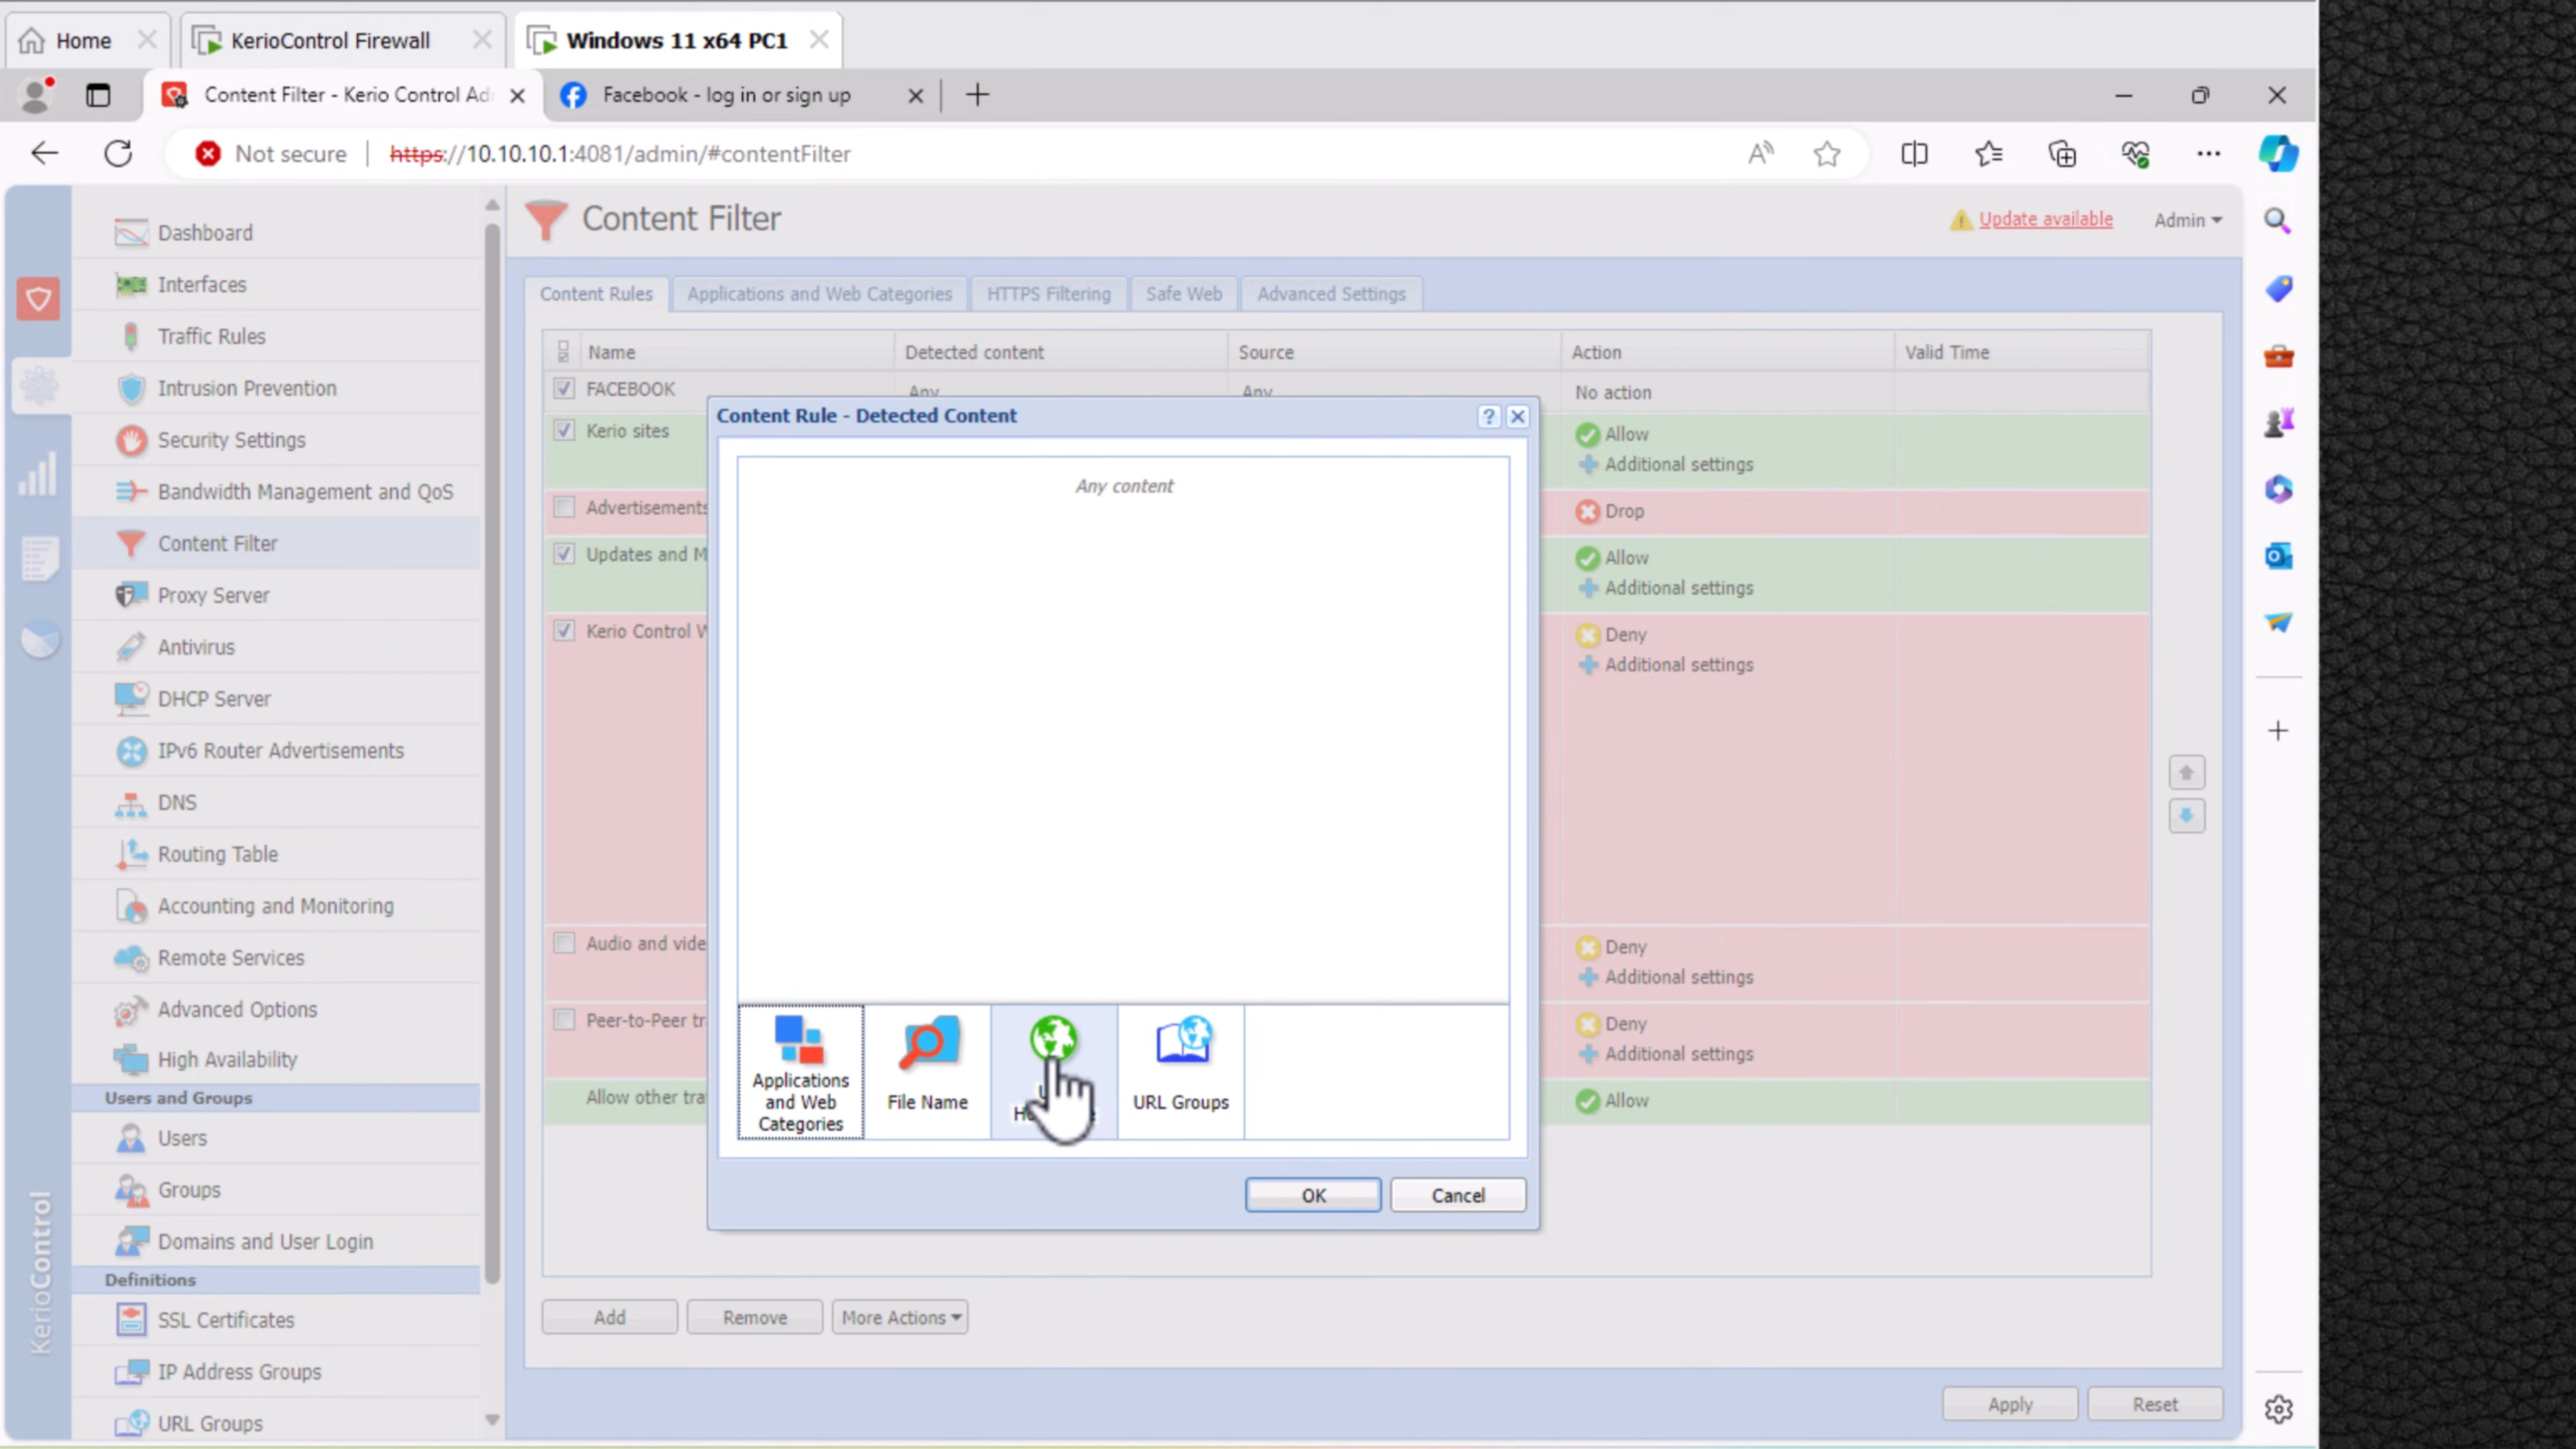 Home
KerioControl Firewall
Windows 11 x64 PC1
Content Filter - Kerio Control Ad
Facebook - log in or sign up
Not secure
https://10.10.10.1:4081/admin/#contentFilter
Dashboard
Interfaces
Traffic Rules
Intrusion Prevention
Security Settings
Bandwidth Management and QoS
Content Filter
Proxy Server
Antivirus
DHCP Server
IPv6 Router Advertisements
DNS
Routing Table
Accounting and Monitoring
Remote Services
Advanced Options
High Availability
Users and Groups
Users
Groups
Domains and User Login
Definitions
SSL Certificates
IP Address Groups
URL Groups
KerioControl
Content Filter
Update available
Admin
Content Rules
Applications and Web Categories
HTTPS Filtering
Safe Web
Advanced Settings
Name
Detected content
Source
Action
Valid Time
FACEBOOK
Any
Any
No action
Kerio sites
Allow
Additional settings
Advertisements
Drop
Updates and M
Allow
Additional settings
Kerio Control W
Deny
Additional settings
Audio and vide
Deny
Additional settings
Peer-to-Peer tr
Deny
Additional settings
Allow other tra
Allow
Content Rule - Detected Content
Any content
Applications
and Web
Categories
File Name
URL Groups
OK
Cancel
Add
Remove
More Actions
Apply
Reset